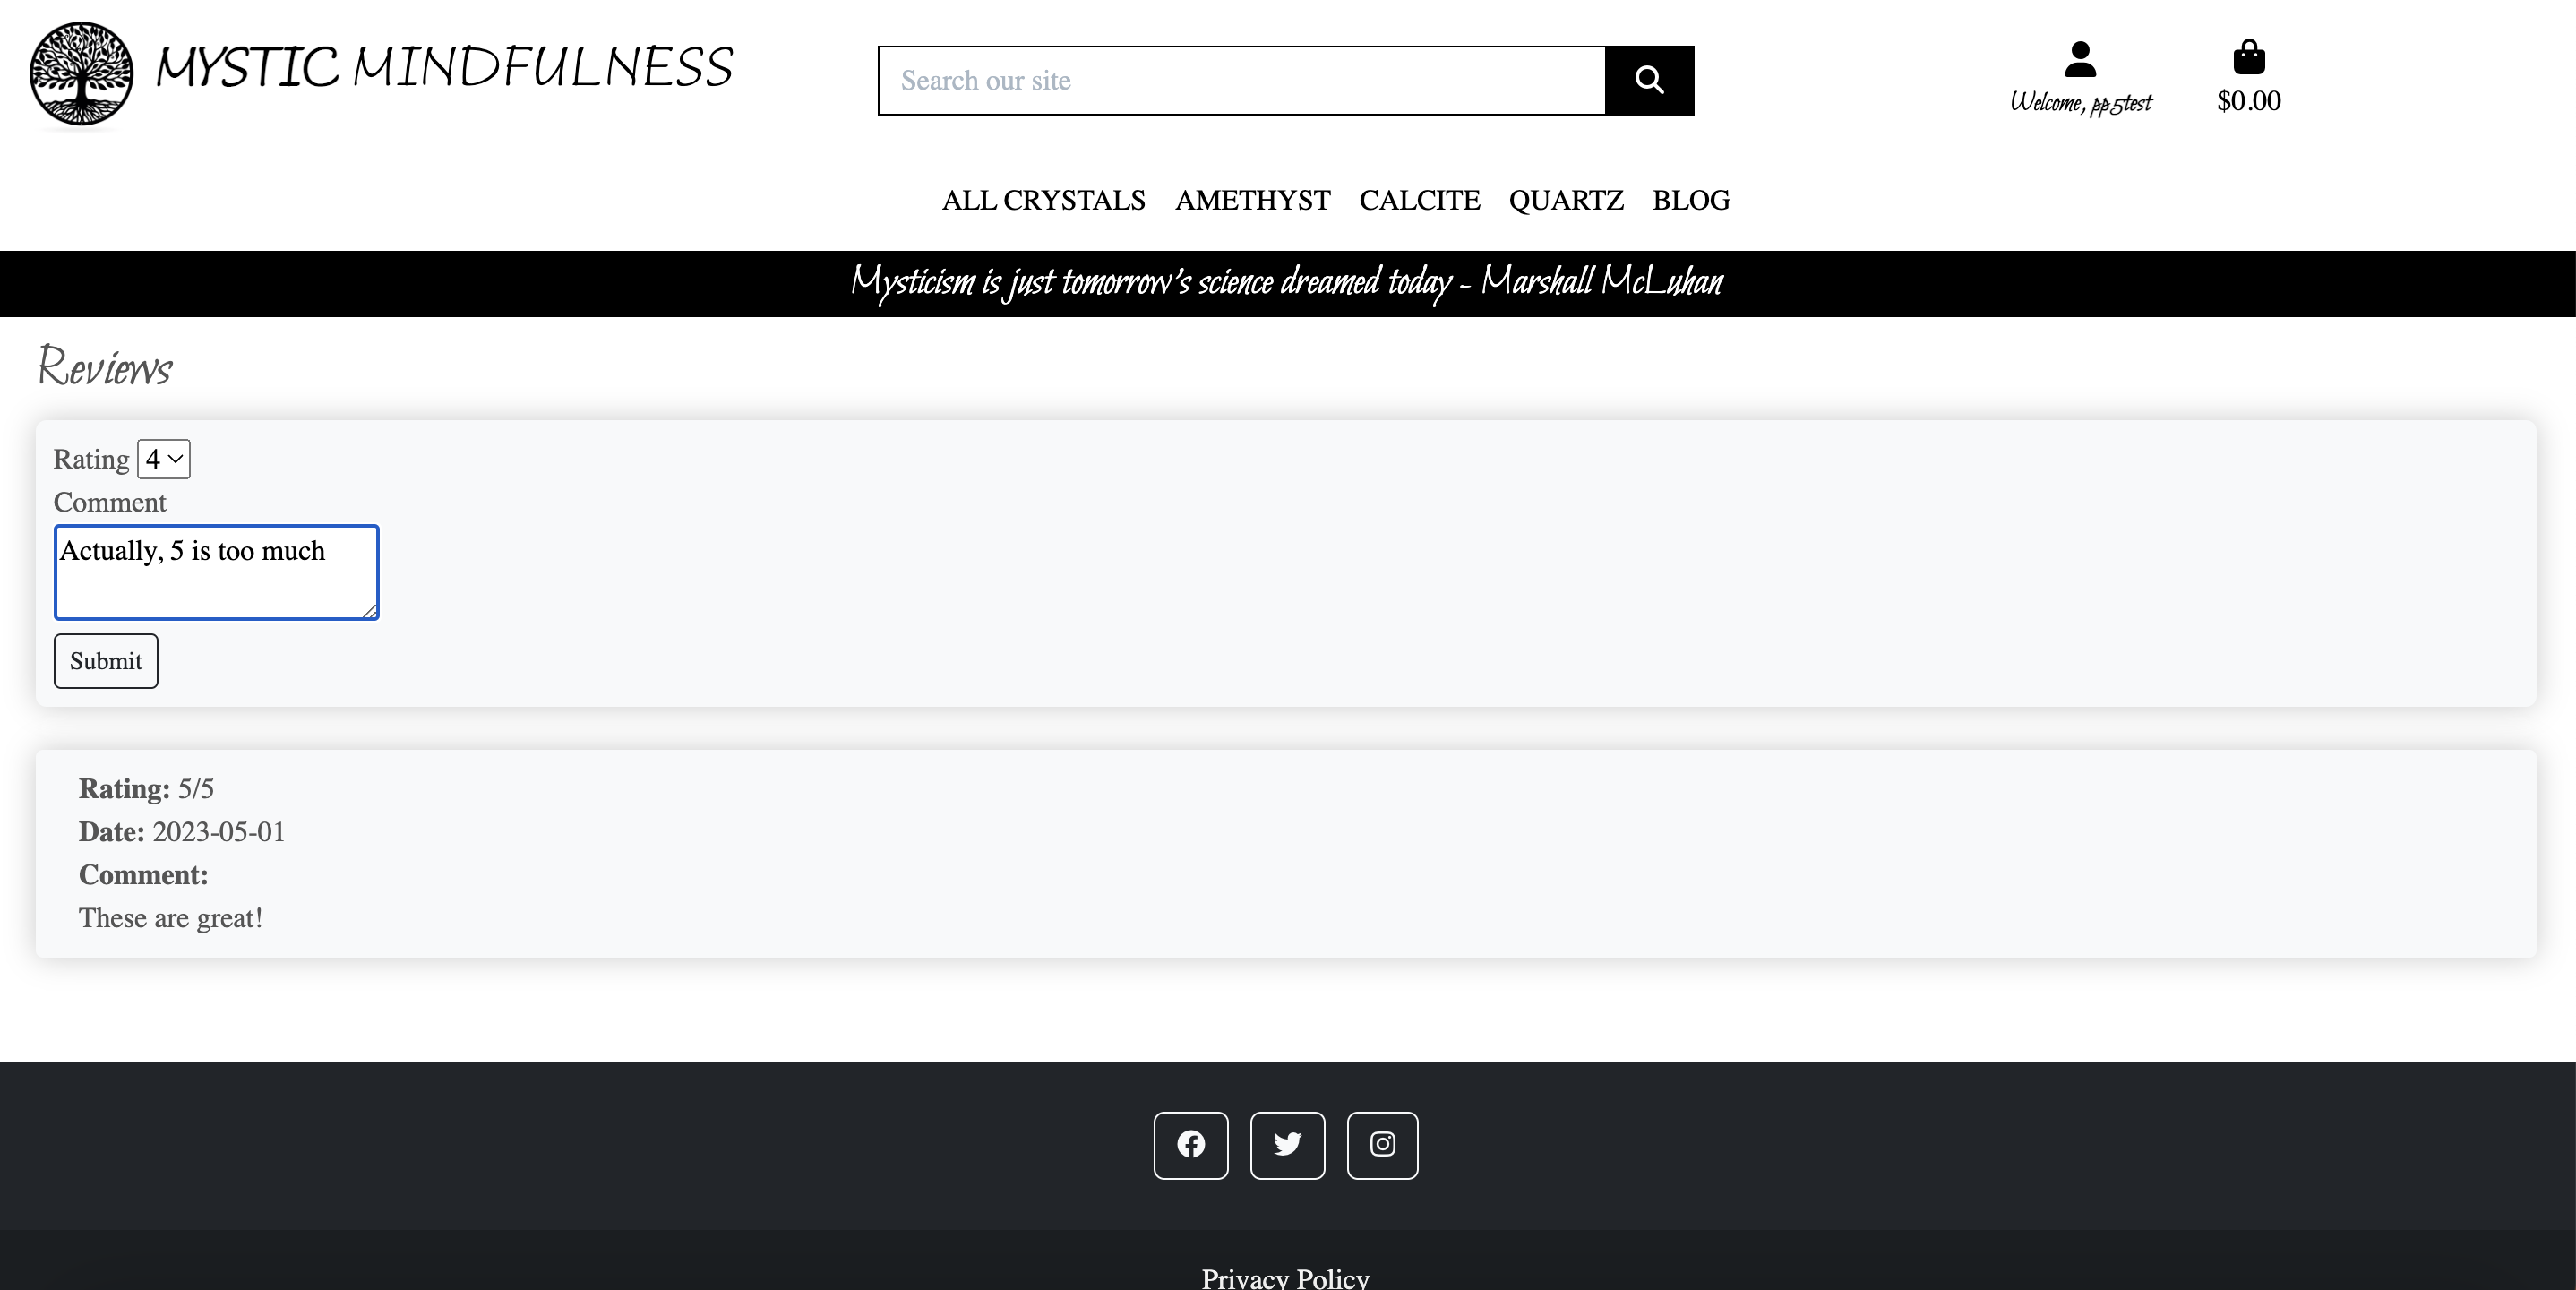 MYSTIC MINDFULNESS
Search our site
Welcome, pp5test
$0.00
ALL CRYSTALS AMETHYST CALCITE QUARTZ BLOG
Mysticism is just tomorrow's science dreamed today - Marshall McLuhan
Reviews
Rating 4
Comment
Actually, 5 is too much
Submit
Rating: 5/5
Date: 2023-05-01
Comment:
These are great!
Privacy Policy